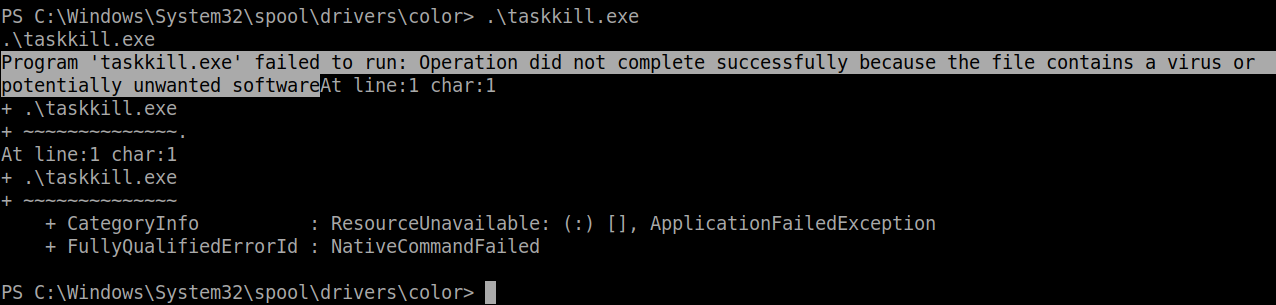 PS C:\Windows\System32\spool\drivers\color> .\taskkill.exe
.\taskkill.exe
Program 'taskkill.exe' failed to run: Operation did not complete successfully because the file contains a virus or
potentially unwanted softwareAt line:1 char:1
+ .\taskkill.exe
+ ~~~~~~~~~~~~~~.
At line:1 char:1
+ .\taskkill.exe
+ ~~~~~~~~~~~~~~
    + CategoryInfo          : ResourceUnavailable: (:) [], ApplicationFailedException
    + FullyQualifiedErrorId : NativeCommandFailed
PS C:\Windows\System32\spool\drivers\color>